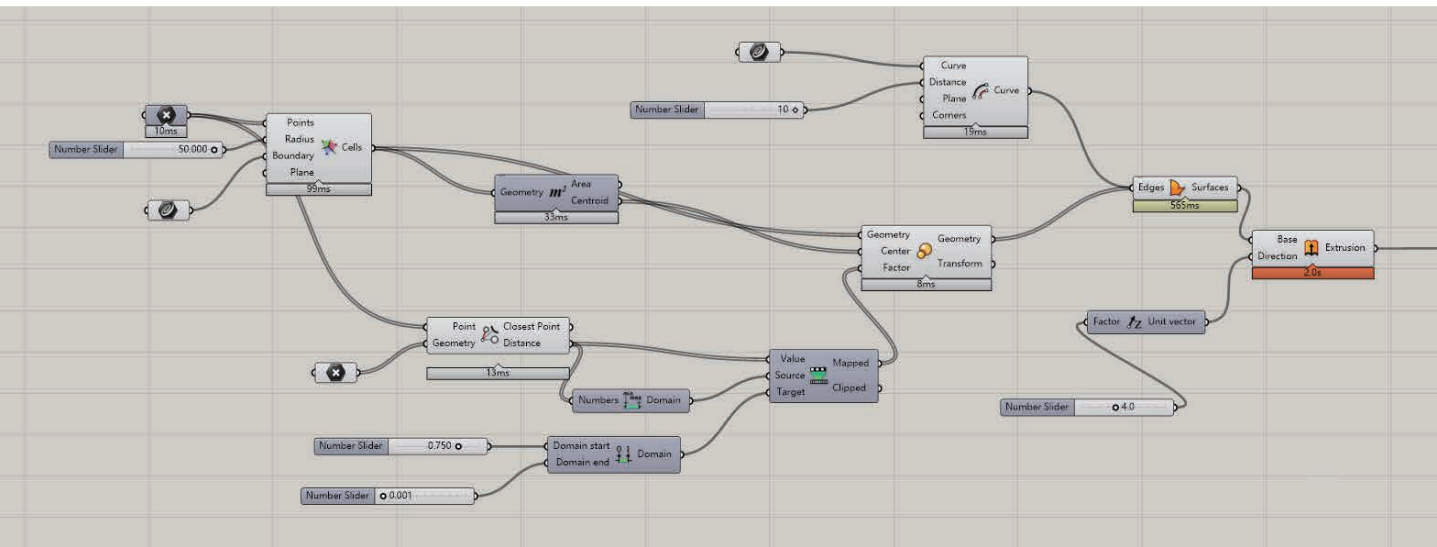 10ms
Number Slider 50.000
Points
Radius
Boundary
Plane
Cells
99ms
Number Slider 10
Curve
Distance
Plane
Corners
Curve
19ms
Geometry m² Area
Centroid
33ms
Geometry
Center
Factor
Geometry
Transform
8ms
Edges Surfaces
565ms
Base
Direction
Extrusion
2.0s
Factor Z Unit vector
Number Slider 4.0
Point Closest Point
Geometry Distance
13ms
Numbers Domain
Value
Source
Target
Mapped
Clipped
Number Slider 0.750
Domain start
Domain end
0 1
Domain
Number Slider 0.001